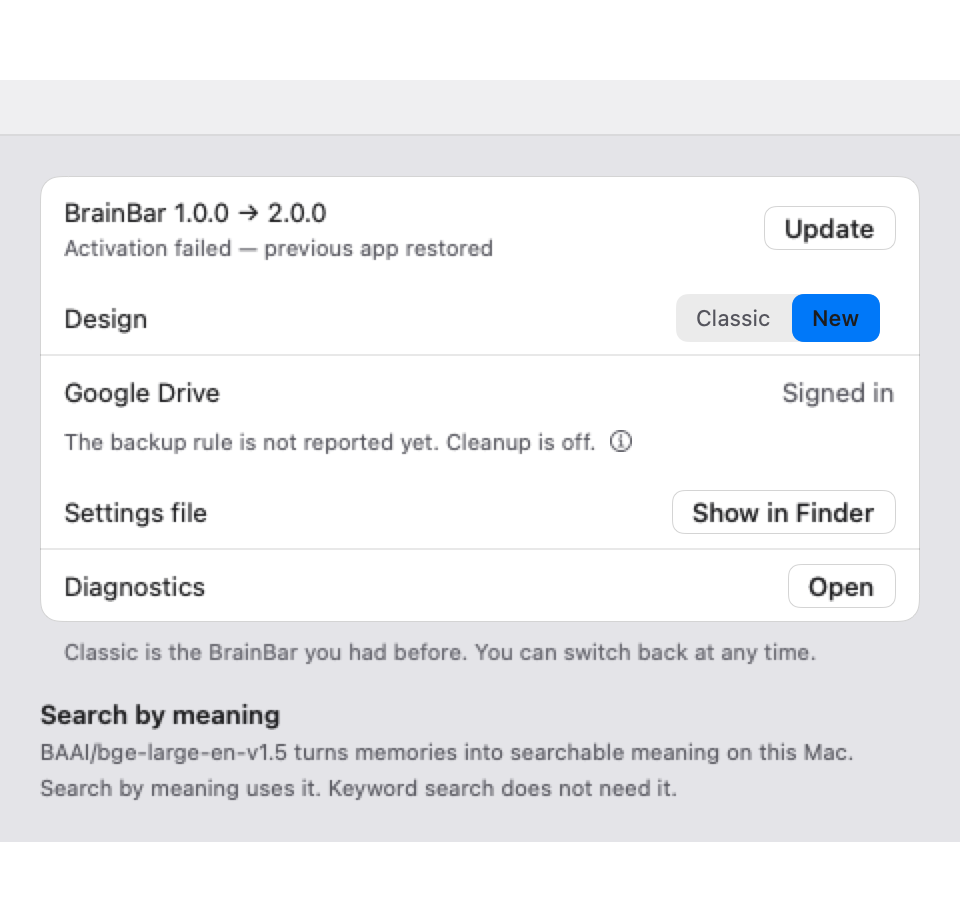 BrainBar 1.0.0 → 2.0.0
Activation failed — previous app restored
Update
Design
Classic
New
Google Drive
Signed in
The backup rule is not reported yet. Cleanup is off. ⓘ
Settings file
Show in Finder
Diagnostics
Open
Classic is the BrainBar you had before. You can switch back at any time.
Search by meaning
BAAI/bge-large-en-v1.5 turns memories into searchable meaning on this Mac.
Search by meaning uses it. Keyword search does not need it.